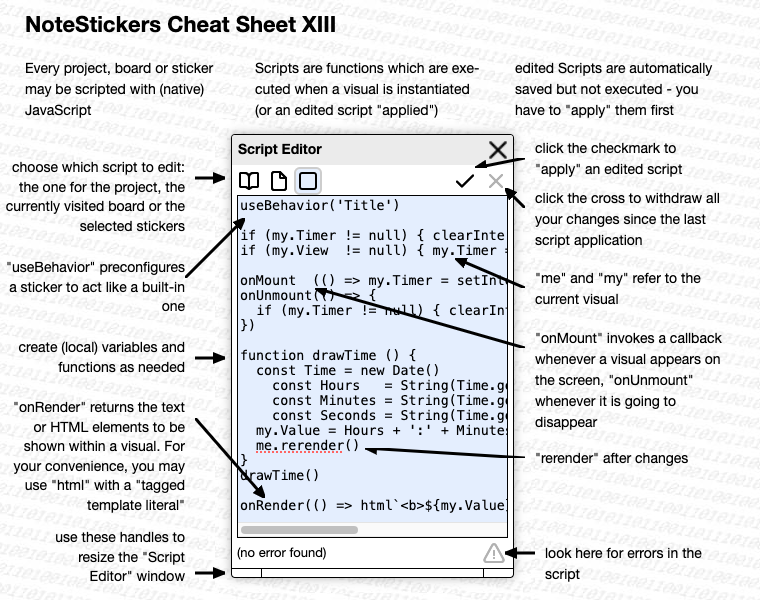 NoteStickers Cheat Sheet XIII
Every project, board or sticker
may be scripted with (native)
JavaScript
Scripts are functions which are exe-
cuted when a visual is instantiated
(or an edited script "applied")
edited Scripts are automatically
saved but not executed - you
have to "apply" them first
choose which script to edit:
the one for the project, the
currently visited board or the
selected stickers
"useBehavior" preconfigures
a sticker to act like a built-in
one
create (local) variables and
functions as needed
"onRender" returns the text
or HTML elements to be
shown within a visual. For
your convenience, you may
use "html" with a "tagged
template literal"
use these handles to
resize the "Script
Editor" window
Script Editor
useBehavior('Title')
if (my.Timer != null) { clearInte
if (my.View  != null) { my.Timer =
onMount  (() => my.Timer = setInt
onUnmount(() => {
  if (my.Timer != null) { clearIn
})
function drawTime () {
  const Time = new Date()
    const Hours   = String(Time.ge
    const Minutes = String(Time.ge
    const Seconds = String(Time.ge
  my.Value = Hours + ':' + Minutes
  me.rerender()
}
drawTime()
onRender(() => html`<b>${my.Value}
(no error found)
click the checkmark to
"apply" an edited script
click the cross to withdraw all
your changes since the last
script application
"me" and "my" refer to the
current visual
"onMount" invokes a callback
whenever a visual appears on
the screen, "onUnmount"
whenever it is going to
disappear
"rerender" after changes
look here for errors in the
script